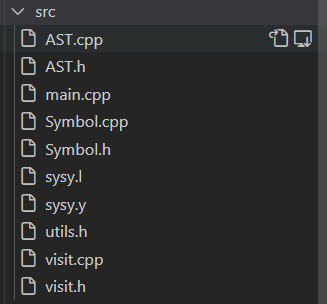 src
AST.cpp
AST.h
main.cpp
Symbol.cpp
Symbol.h
sysy.l
sysy.y
utils.h
visit.cpp
visit.h